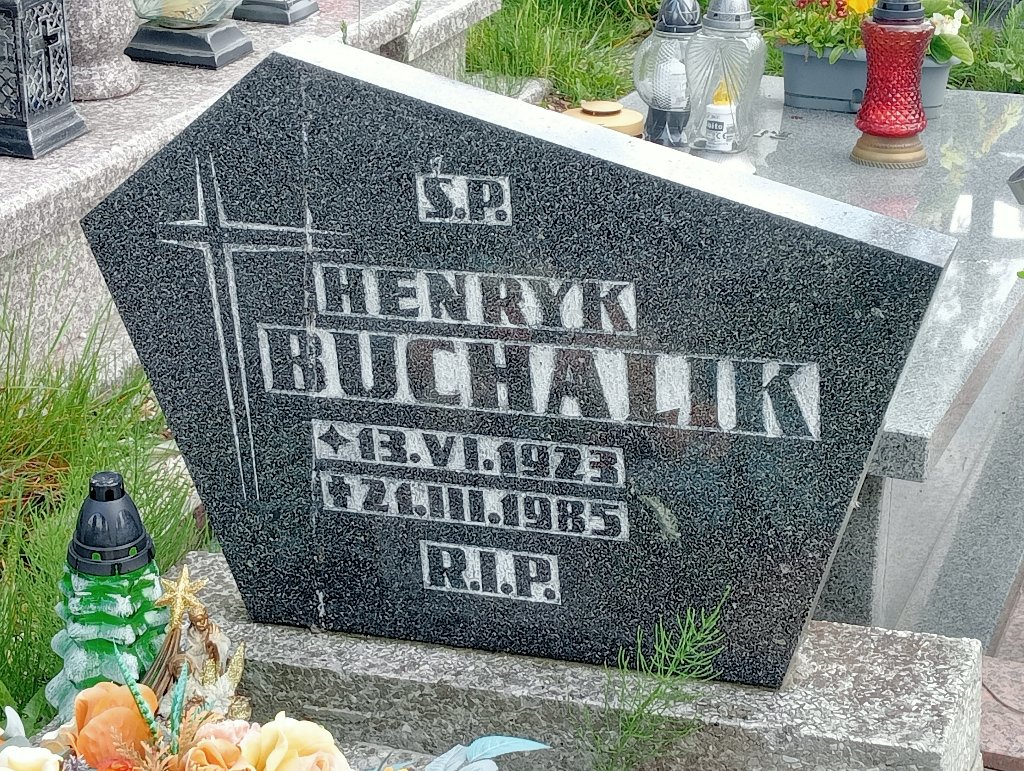 Ś.P.
HENRYK
BUCHALIK
✦13.VI.1923
✝21.III.1985
R.I.P.